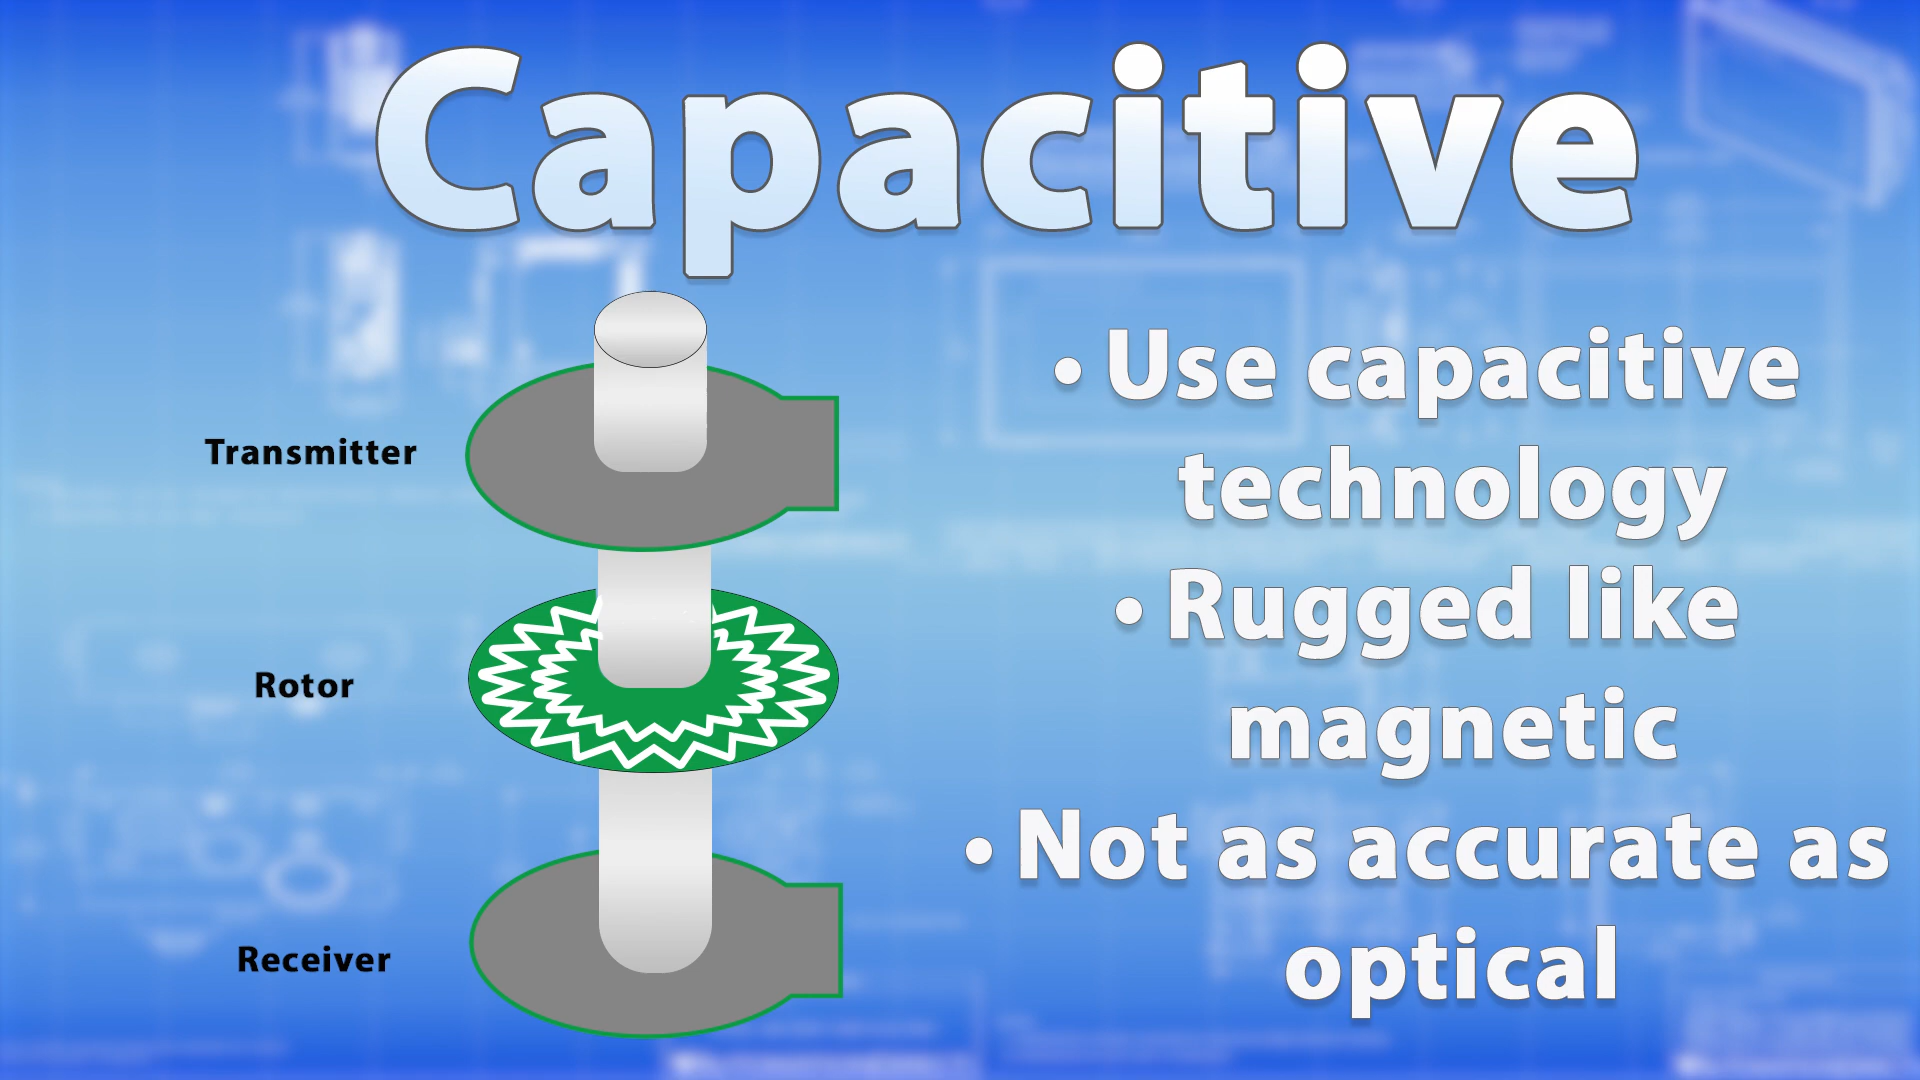 Capacitive
Transmitter
Rotor
Receiver
• Use capacitive
technology
• Rugged like
magnetic
• Not as accurate as
optical